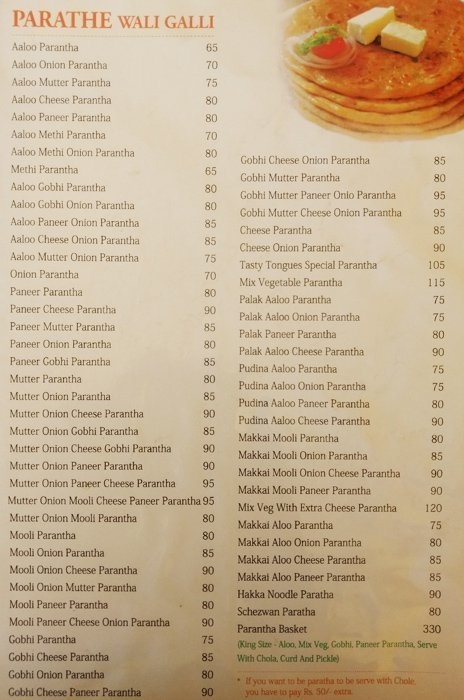 PARATHE WALI GALLI
Aaloo Parantha 65
Aaloo Onion Parantha 70
Aaloo Mutter Parantha 75
Aaloo Cheese Parantha 80
Aaloo Paneer Parantha 80
Aaloo Methi Parantha 70
Aaloo Methi Onion Parantha 80
Methi Parantha 65
Aaloo Gobhi Parantha 80
Aaloo Gobhi Onion Parantha 80
Aaloo Paneer Onion Parantha 85
Aaloo Cheese Onion Parantha 85
Aaloo Mutter Onion Parantha 75
Onion Parantha 70
Paneer Parantha 80
Paneer Cheese Parantha 90
Paneer Mutter Parantha 85
Paneer Onion Parantha 80
Paneer Gobhi Parantha 85
Mutter Parantha 80
Mutter Onion Parantha 85
Mutter Onion Cheese Parantha 90
Mutter Onion Gobhi Parantha 85
Mutter Onion Cheese Gobhi Parantha 90
Mutter Onion Paneer Parantha 90
Mutter Onion Paneer Cheese Parantha 95
Mutter Onion Mooli Cheese Paneer Parantha 95
Mutter Onion Mooli Parantha 80
Mooli Parantha 80
Mooli Onion Parantha 85
Mooli Onion Cheese Parantha 90
Mooli Onion Mutter Parantha 80
Mooli Paneer Parantha 80
Mooli Paneer Cheese Onion Parantha 90
Gobhi Parantha 75
Gobhi Cheese Parantha 85
Gobhi Onion Parantha 80
Gobhi Cheese Paneer Parantha 90
Gobhi Cheese Onion Parantha 85
Gobhi Mutter Parantha 80
Gobhi Mutter Paneer Onio Parantha 95
Gobhi Mutter Cheese Onion Parantha 95
Cheese Parantha 85
Cheese Onion Parantha 90
Tasty Tongues Special Parantha 105
Mix Vegetable Parantha 115
Palak Aaloo Parantha 75
Palak Aaloo Onion Parantha 75
Palak Paneer Parantha 80
Palak Aaloo Cheese Parantha 90
Pudina Aaloo Parantha 75
Pudina Aaloo Onion Parantha 75
Pudina Aaloo Paneer Parantha 80
Pudina Aaloo Cheese Parantha 90
Makkai Mooli Parantha 80
Makkai Mooli Onion Parantha 85
Makkai Mooli Onion Cheese Parantha 90
Makkai Mooli Paneer Parantha 90
Mix Veg With Extra Cheese Parantha 120
Makkai Aloo Parantha 75
Makkai Aloo Onion Parantha 80
Makkai Aloo Cheese Parantha 85
Makkai Aloo Paneer Parantha 85
Hakka Noodle Paratha 90
Schezwan Paratha 80
Parantha Basket 330
(King Size - Aloo, Mix Veg, Gobhi, Paneer Parantha, Serve
With Chola, Curd And Pickle)
* If you want to be paratha to be serve with Chole,
you have to pay Rs. 50/- extra.